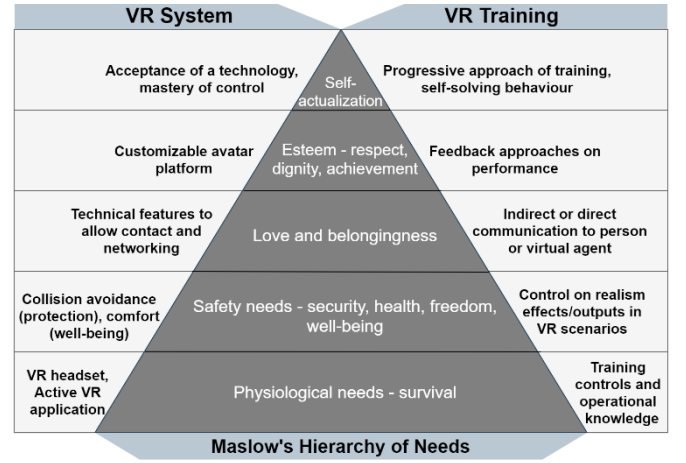 VR System
VR Training
Acceptance of a technology,
mastery of control
Self-
actualization
Progressive approach of training,
self-solving behaviour
Customizable avatar
platform
Esteem - respect,
dignity, achievement
Feedback approaches on
performance
Technical features to
allow contact and
networking
Love and belongingness
Indirect or direct
communication to person
or virtual agent
Collision avoidance
(protection), comfort
(well-being)
Safety needs - security, health, freedom,
well-being
Control on realism
effects/outputs in
VR scenarios
VR headset,
Active VR
application
Physiological needs - survival
Training
controls and
operational
knowledge
Maslow's Hierarchy of Needs